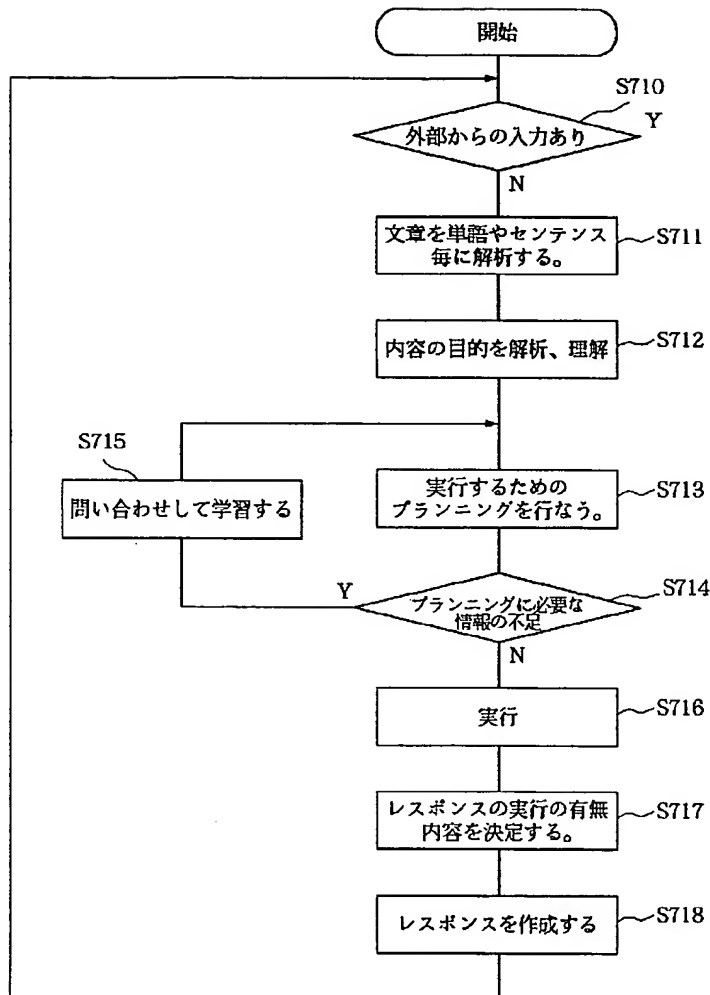 開始
S710
外部からの入力あり
Y
N
文章を単語やセンテンス
毎に解析する。
S711
内容の目的を解析、理解
S712
S715
問い合わせして学習する
実行するための
プランニングを行なう。
S713
Y
プランニングに必要な
情報の不足
S714
N
実行
S716
レスポンスの実行の有無
内容を決定する。
S717
レスポンスを作成する
S718